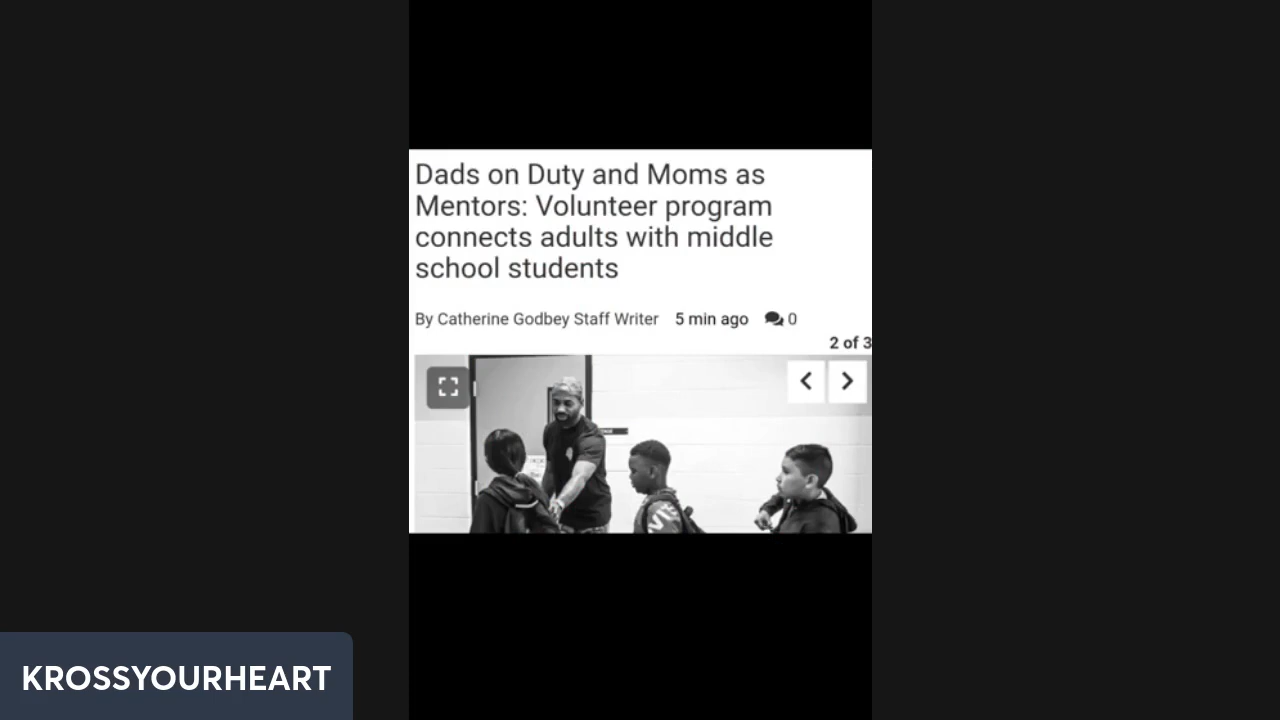 Dads on Duty and Moms as
Mentors: Volunteer program
connects adults with middle
school students
By Catherine Godbey Staff Writer 5 min ago 0
2 of 3
KROSSYOURHEART